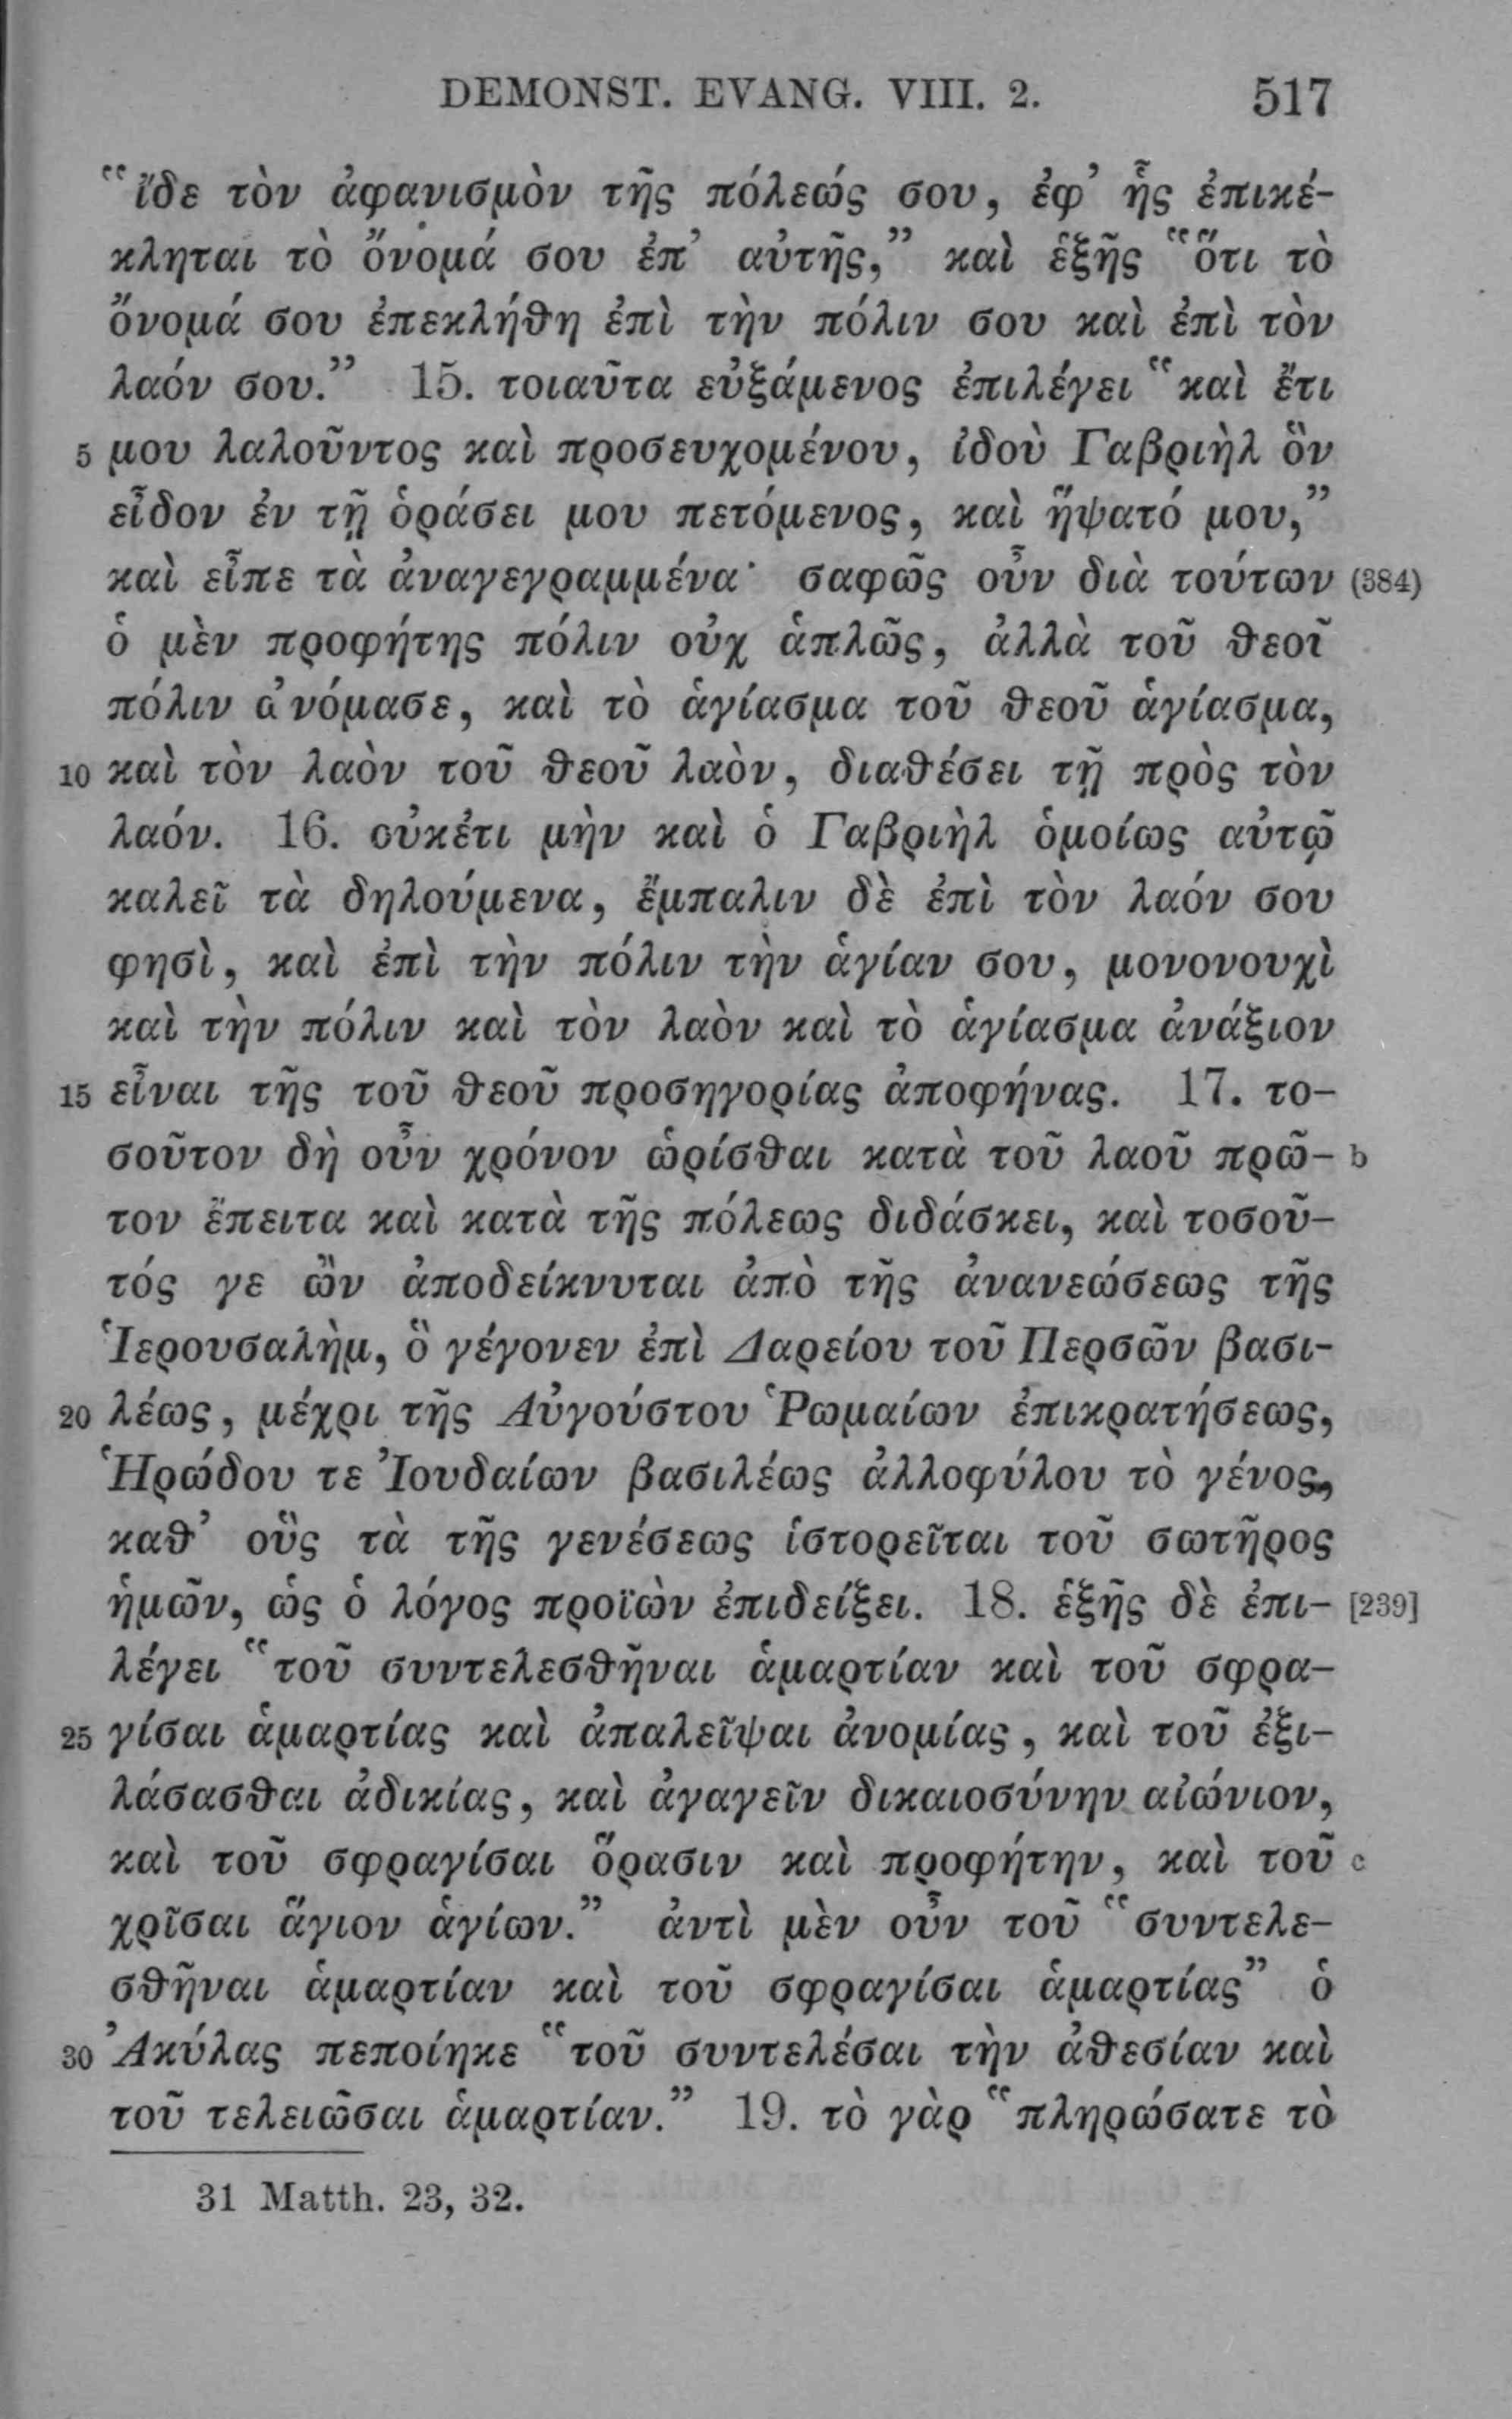 DEMONST. EVANG. VIII. 2. 517
“ἴδε τὸν ἀφανισμὸν τῆς πόλεώς σου, ἐφ’ ἧς ἐπικέ-
κληται τὸ ὄνομά σου ἐπ’ αὐτῆς,” καὶ ἑξῆς “ὅτι τὸ
ὄνομά σου ἐπεκλήθη ἐπὶ τὴν πόλιν σου καὶ ἐπὶ τὸν
λαόν σου.” 15. τοιαῦτα εὐξάμενος ἐπιλέγει “καὶ ἔτι
5 μου λαλοῦντος καὶ προσευχομένου, ἰδοὺ Γαβριὴλ ὃν
εἶδον ἐν τῇ ὁράσει μου πετόμενος, καὶ ἥψατό μου,”
καὶ εἶπε τὰ ἀναγεγραμμένα· σαφῶς οὖν διὰ τούτων (384)
ὁ μὲν προφήτης πόλιν οὐχ ἁπλῶς, ἀλλὰ τοῦ θεοῖ
πόλιν ἀνόμασε, καὶ τὸ ἁγίασμα τοῦ θεοῦ ἁγίασμα,
10 καὶ τὸν λαὸν τοῦ θεοῦ λαὸν, διαθέσει τῇ πρὸς τὸν
λαόν. 16. οὐκέτι μὴν καὶ ὁ Γαβριὴλ ὁμοίως αὐτῷ
καλεῖ τὰ δηλούμενα, ἔμπαλιν δὲ ἐπὶ τὸν λαόν σου
φησὶ, καὶ ἐπὶ τὴν πόλιν τὴν ἁγίαν σου, μονονουχὶ
καὶ τὴν πόλιν καὶ τὸν λαὸν καὶ τὸ ἁγίασμα ἀνάξιον
15 εἶναι τῆς τοῦ θεοῦ προσηγορίας ἀποφήνας. 17. το-
σοῦτον δὴ οὖν χρόνον ὡρίσθαι κατὰ τοῦ λαοῦ πρῶ- b
τον ἔπειτα καὶ κατὰ τῆς πόλεως διδάσκει, καὶ τοσοῦ-
τός γε ὢν ἀποδείκνυται ἀπὸ τῆς ἀνανεώσεως τῆς
Ἱερουσαλὴμ, ὃ γέγονεν ἐπὶ Δαρείου τοῦ Περσῶν βασι-
20 λέως, μέχρι τῆς Αὐγούστου Ῥωμαίων ἐπικρατήσεως,
Ἡρώδου τε Ἰουδαίων βασιλέως ἀλλοφύλου τὸ γένος,
καθ’ οὓς τὰ τῆς γενέσεως ἱστορεῖται τοῦ σωτῆρος
ἡμῶν, ὡς ὁ λόγος προϊὼν ἐπιδείξει. 18. ἑξῆς δὲ ἐπι- [239]
λέγει “τοῦ συντελεσθῆναι ἁμαρτίαν καὶ τοῦ σφρα-
25 γίσαι ἁμαρτίας καὶ ἀπαλεῖψαι ἀνομίας, καὶ τοῦ ἐξι-
λάσασθαι ἀδικίας, καὶ ἀγαγεῖν δικαιοσύνην αἰώνιον,
καὶ τοῦ σφραγίσαι ὅρασιν καὶ προφήτην, καὶ τοῦ c
χρῖσαι ἅγιον ἁγίων.” ἀντὶ μὲν οὖν τοῦ “συντελε-
σθῆναι ἁμαρτίαν καὶ τοῦ σφραγίσαι ἁμαρτίας” ὁ
30 Ἀκύλας πεποίηκε “τοῦ συντελέσαι τὴν ἀθεσίαν καὶ
τοῦ τελειῶσαι ἁμαρτίαν.” 19. τὸ γὰρ “πληρώσατε τὸ
31 Matth. 23, 32.